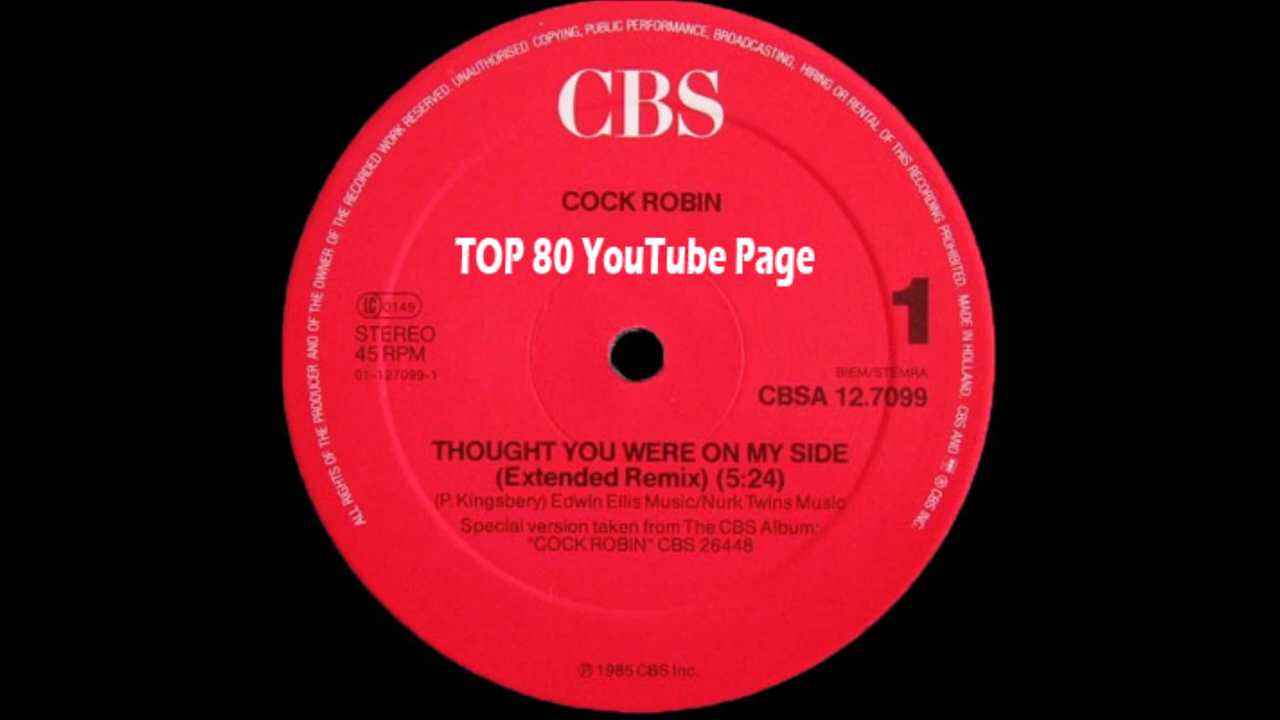 ALL RIGHTS OF THE PRODUCER AND OF THE OWNER OF THE RECORDED WORK RESERVED. UNAUTHORISED COPYING, PUBLIC PERFORMANCE, BROADCASTING, HIRING OR RENTAL OF THIS RECORDING PROHIBITED. MADE IN HOLLAND. CBS AND ℗ CBS INC.
CBS
COCK ROBIN
TOP 80 YouTube Page
1
LC 0149
STEREO
45 RPM
01-127099-1
BIEM/STEMRA
CBSA 12.7099
THOUGHT YOU WERE ON MY SIDE
(Extended Remix) (5:24)
(P. Kingsbery) Edwin Ellis Music/Nurk Twins Music
Special version taken from The CBS Album:
"COCK ROBIN" CBS 26448
℗ 1985 CBS Inc.